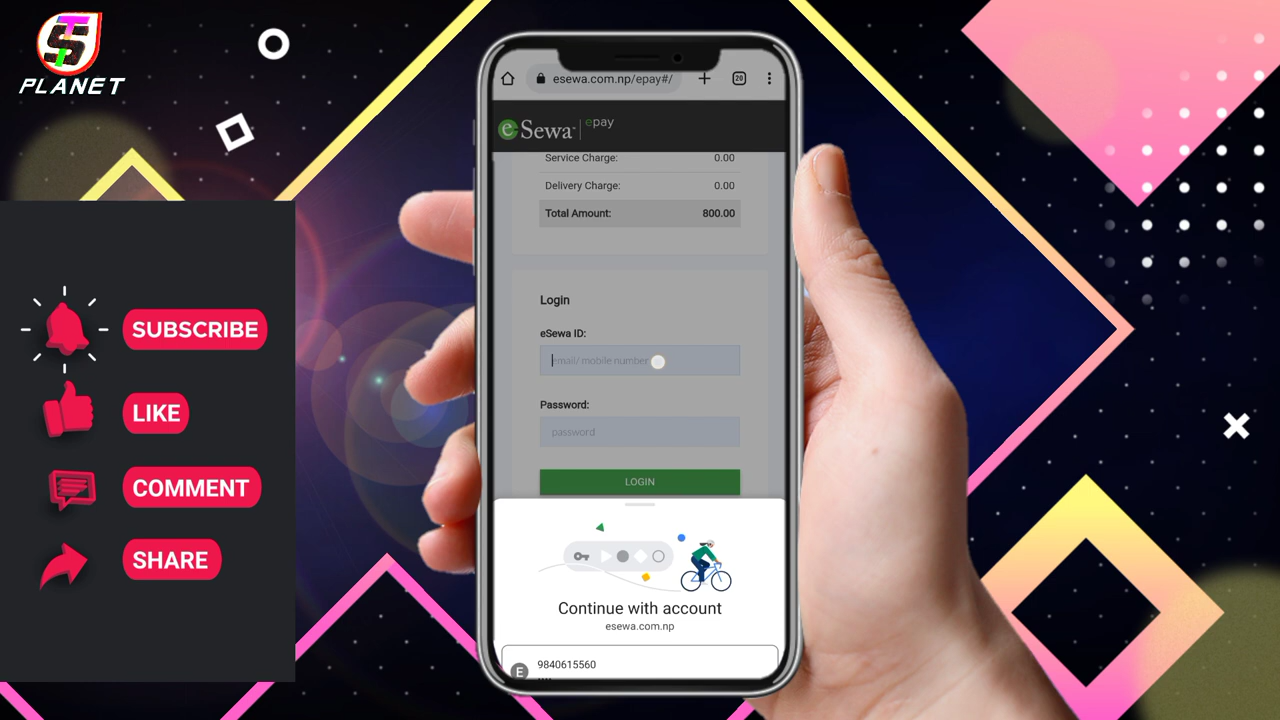 STS
PLANET
SUBSCRIBE
LIKE
COMMENT
SHARE
esewa.com.np/epay#/
20
eSewa
epay
Service Charge: 0.00
Delivery Charge: 0.00
Total Amount: 800.00
Login
eSewa ID:
email/ mobile number
Password:
password
LOGIN
Continue with account
esewa.com.np
E
9840615560